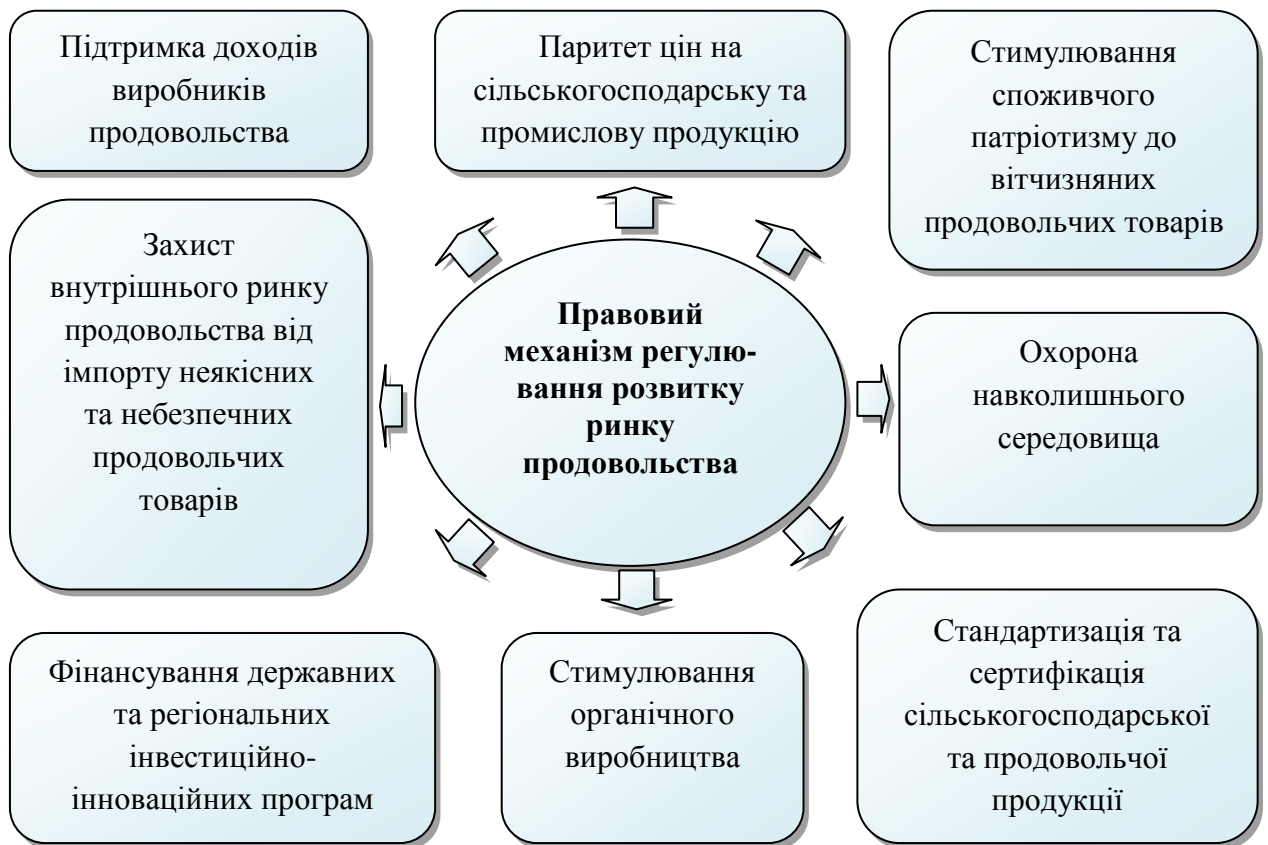 Підтримка доходів
виробників
продовольства
Паритет цін на
сільськогосподарську та
промислову продукцію
Стимулювання
споживчого
патріотизму до
вітчизняних
продовольчих товарів
Захист
внутрішнього ринку
продовольства від
імпорту неякісних
та небезпечних
продовольчих
товарів
Правовий
механізм регулю-
вання розвитку
ринку
продовольства
Охорона
навколишнього
середовища
Фінансування державних
та регіональних
інвестиційно-
інноваційних програм
Стимулювання
органічного
виробництва
Стандартизація та
сертифікація
сільськогосподарської
та продовольчої
продукції